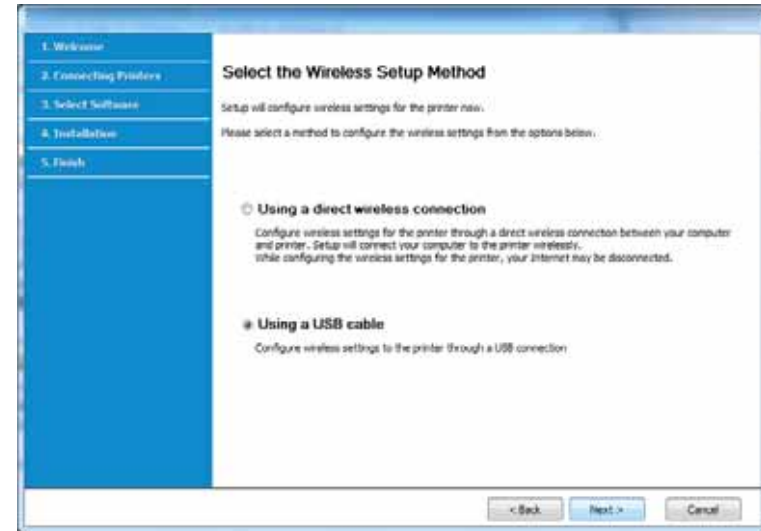 1. Welcome
2. Connecting Printers
3. Select Software
4. Installation
5. Finish
Select the Wireless Setup Method
Setup will configure wireless settings for the printer now.
Please select a method to configure the wireless settings from the options below.
Using a direct wireless connection
Configure wireless settings for the printer through a direct wireless connection between your computer
and printer. Setup will connect your computer to the printer wirelessly.
While configuring the wireless settings for the printer, your Internet may be disconnected.
Using a USB cable
Configure wireless settings to the printer through a USB connection
< Back
Next >
Cancel